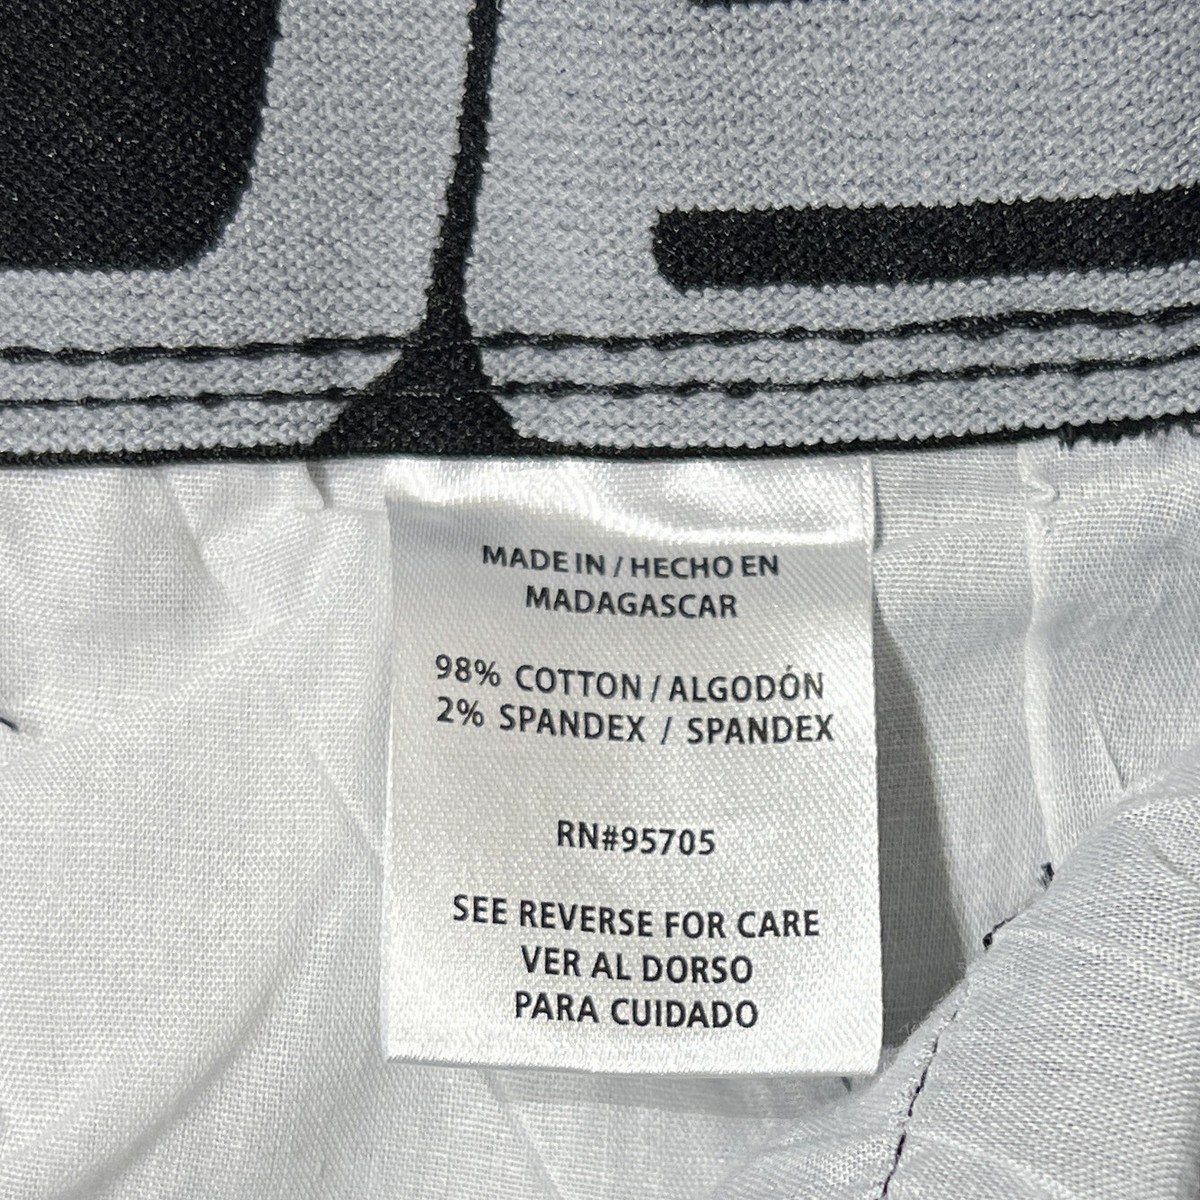 MADE IN / HECHO EN
MADAGASCAR
98% COTTON / ALGODÓN
2% SPANDEX / SPANDEX
RN#95705
SEE REVERSE FOR CARE
VER AL DORSO
PARA CUIDADO